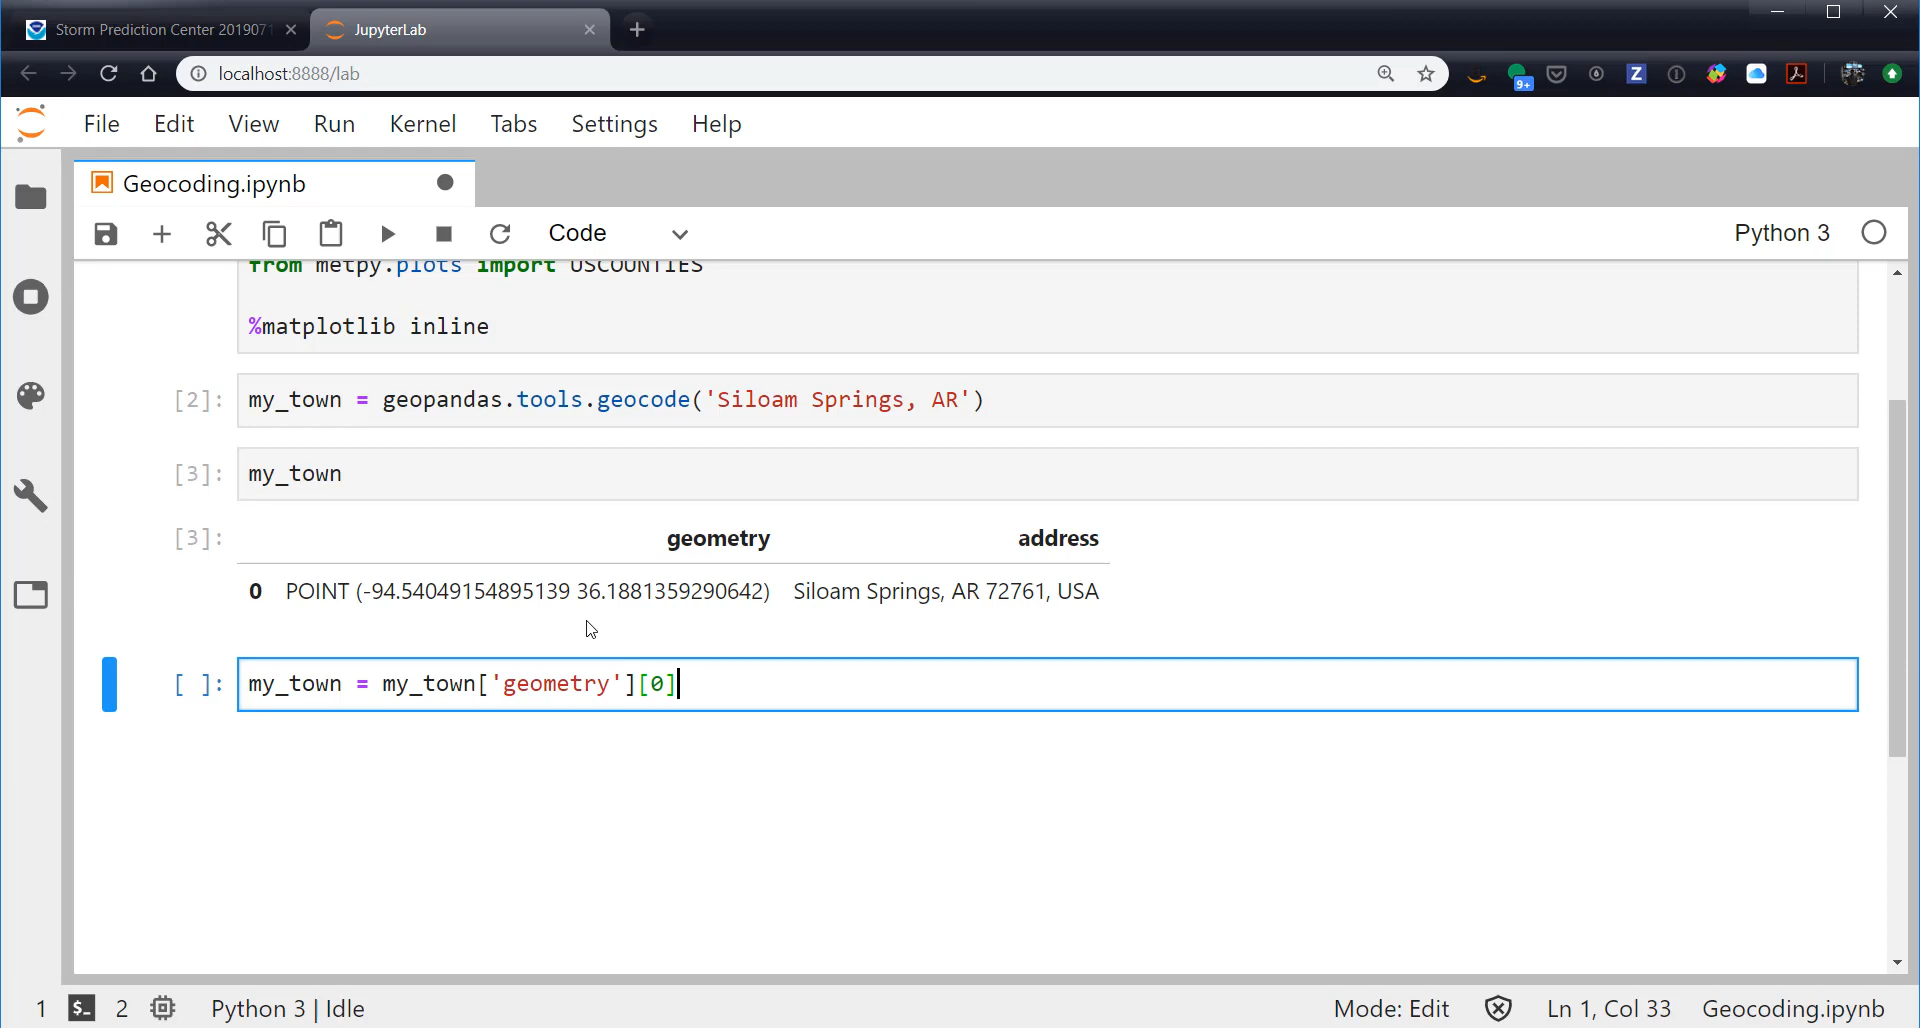 Storm Prediction Center 201907
JupyterLab
localhost:8888/lab
9+
Z
File Edit View Run Kernel Tabs Settings Help
Geocoding.ipynb
Code
Python 3
from metpy.plots import USCOUNTIES
%matplotlib inline
[2]: my_town = geopandas.tools.geocode('Siloam Springs, AR')
[3]: my_town
[3]: geometry address
0 POINT (-94.54049154895139 36.1881359290642) Siloam Springs, AR 72761, USA
[ ]: my_town = my_town['geometry'][0]
1 $_ 2 Python 3 | Idle Mode: Edit Ln 1, Col 33 Geocoding.ipynb